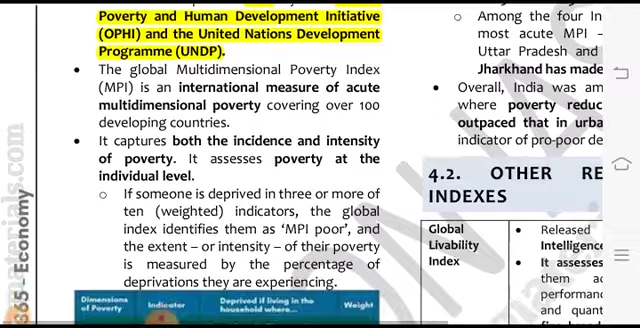 Poverty and Human Development Initiative
(OPHI) and the United Nations Development
Programme (UNDP).
• The global Multidimensional Poverty Index
(MPI) is an international measure of acute
multidimensional poverty covering over 100
developing countries.
• It captures both the incidence and intensity
of poverty. It assesses poverty at the
individual level.
o If someone is deprived in three or more of
ten (weighted) indicators, the global
index identifies them as ‘MPI poor’, and
the extent – or intensity – of their poverty
is measured by the percentage of
deprivations they are experiencing.
Dimensions
of Poverty
Indicator
Deprived if living in the
household where...
Weight
o Among the four In
most acute MPI –
Uttar Pradesh and
Jharkhand has made
• Overall, India was am
where poverty reduc
outpaced that in urba
indicator of pro-poor de
4.2. OTHER RE
INDEXES
Global
Livability
Index
• Released
Intelligence
• It assesses
them ac
performanc
and quant
365 - Economy
materials.com